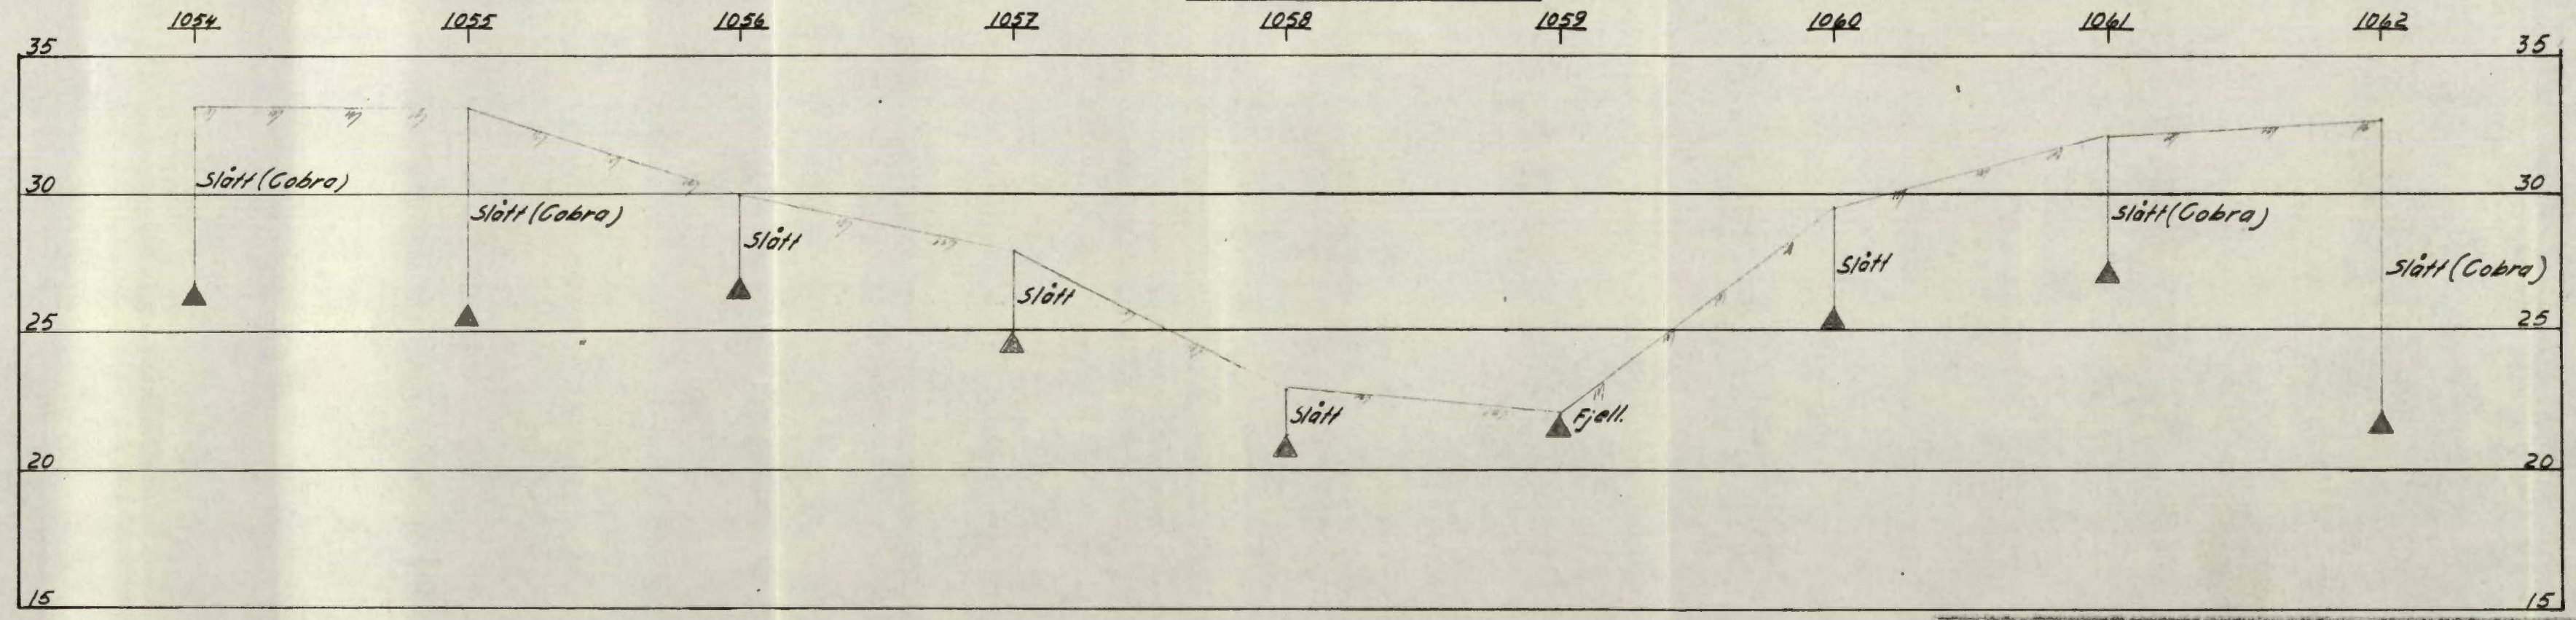 1054 1055 1056 1057 1058 1059 1060 1061 1062
35 35
Slått (Cobra)
30 30
Slått (Cobra) Slått (Cobra)
Slått Slått Slått (Cobra)
Slått
25 25
Slått Fjell.
20 20
15 15